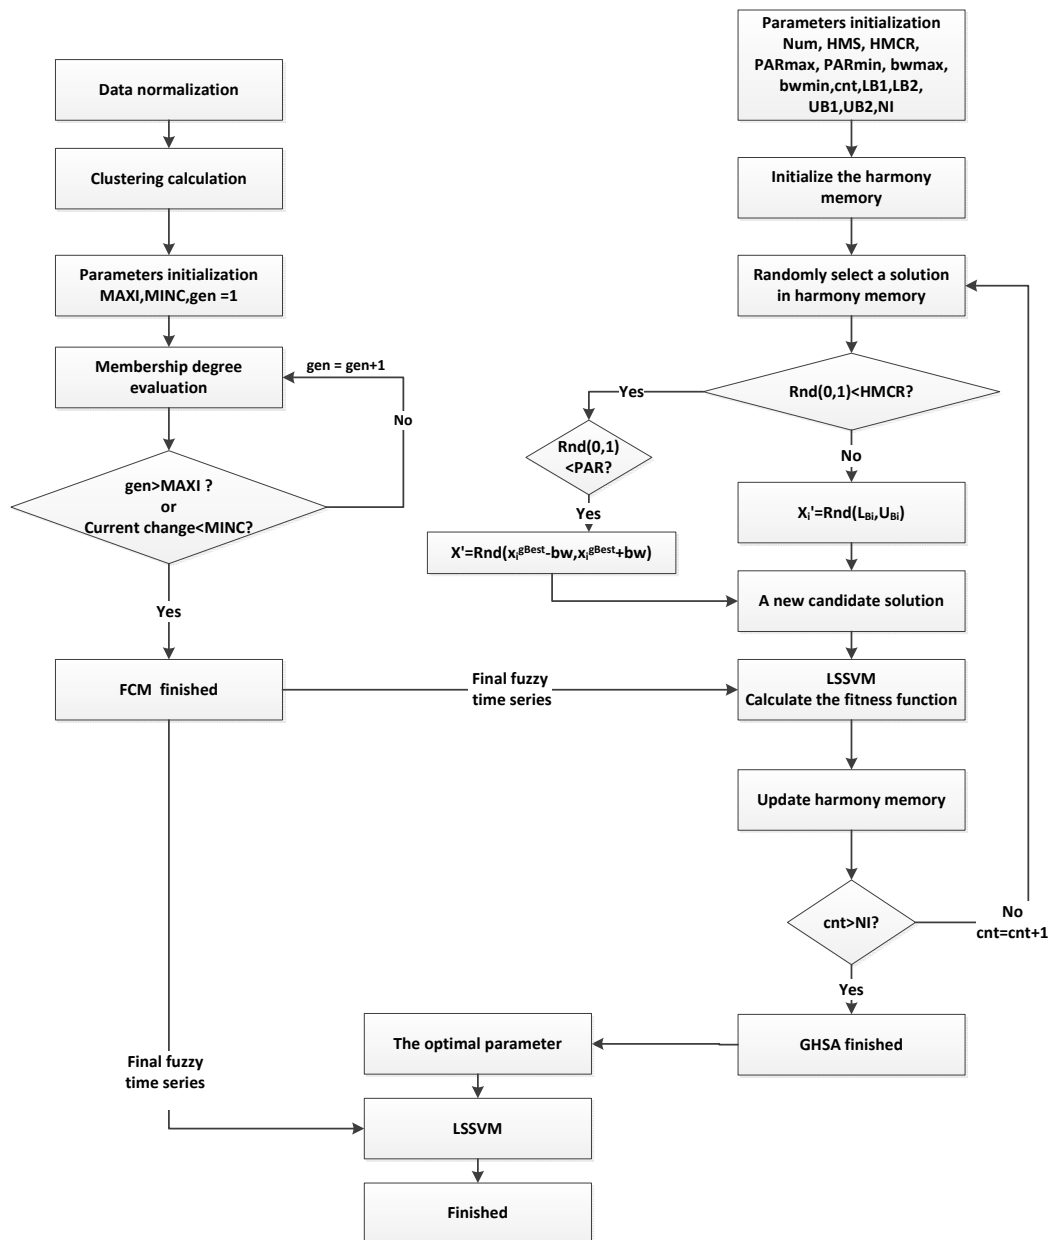 Data normalization
Clustering calculation
Parameters initialization
MAXI,MINC,gen =1
Membership degree
evaluation
gen = gen+1
No
gen>MAXI ?
or
Current change<MINC?
Yes
FCM finished
Final fuzzy
time series
Final fuzzy
time series
Parameters initialization
Num, HMS, HMCR,
PARmax, PARmin, bwmax,
bwmin,cnt,LB1,LB2,
UB1,UB2,NI
Initialize the harmony
memory
Randomly select a solution
in harmony memory
Rnd(0,1)<HMCR?
Yes
Rnd(0,1)
<PAR?
Yes
X'=Rnd(xᵢᵍᴮᵉˢᵗ-bw,xᵢᵍᴮᵉˢᵗ+bw)
No
Xᵢ'=Rnd(L_Bi,U_Bi)
A new candidate solution
LSSVM
Calculate the fitness function
Update harmony memory
cnt>NI?
No
cnt=cnt+1
Yes
GHSA finished
The optimal parameter
LSSVM
Finished